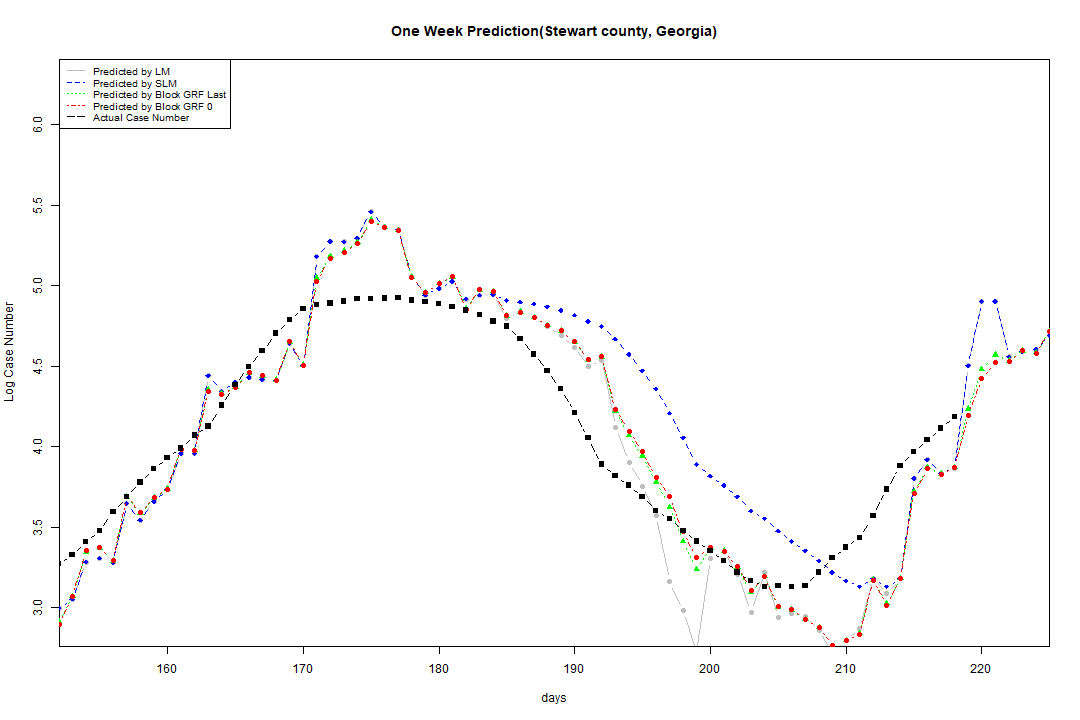 One Week Prediction(Stewart county, Georgia)
Predicted by LM
Predicted by SLM
Predicted by Block GRF Last
Predicted by Block GRF 0
Actual Case Number
Log Case Number
6.0
5.5
5.0
4.5
4.0
3.5
3.0
160 170 180 190 200 210 220
days